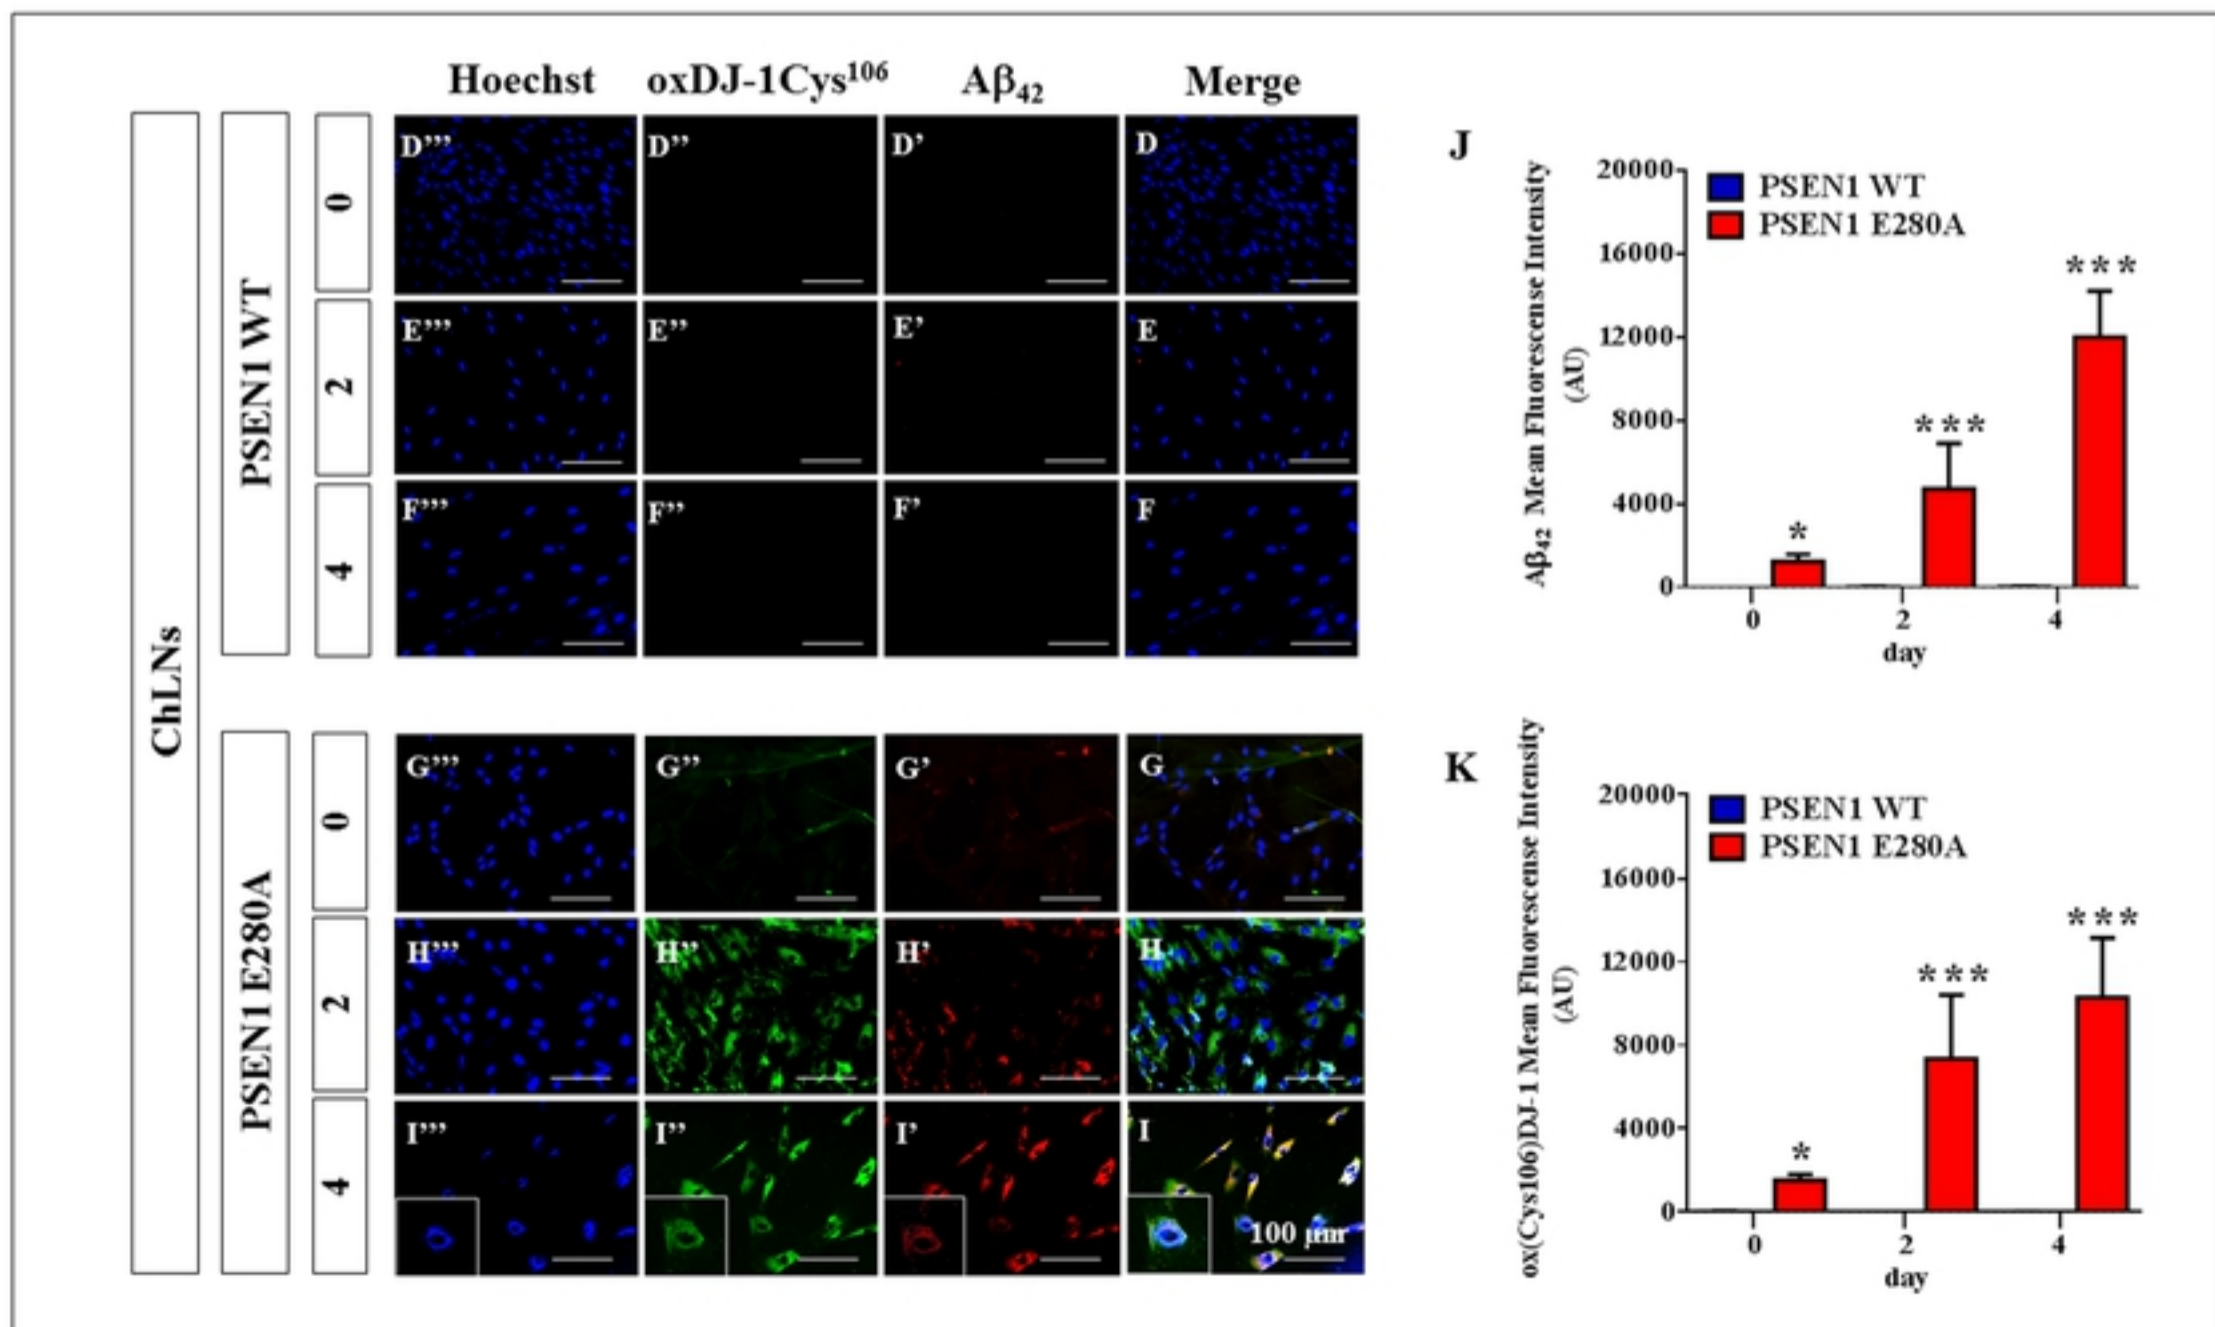 Hoechst oxDJ-1Cys¹⁰⁶ Aβ₄₂ Merge
ChLNs
PSEN1 WT
0
D’’’ D’’ D’ D
2
E’’’ E’’ E’ E
4
F’’’ F’’ F’ F
PSEN1 E280A
0
G’’’ G’’ G’ G
2
H’’’ H’’ H’ H
4
I’’’ I’’ I’ I
100 µm
J
Aβ₄₂ Mean Fluorescense Intensity
(AU)
20000
16000
12000
8000
4000
0
PSEN1 WT
PSEN1 E280A
*
***
***
0 2 4
day
K
ox(Cys106)DJ-1 Mean Fluorescense Intensity
(AU)
20000
16000
12000
8000
4000
0
PSEN1 WT
PSEN1 E280A
*
***
***
0 2 4
day